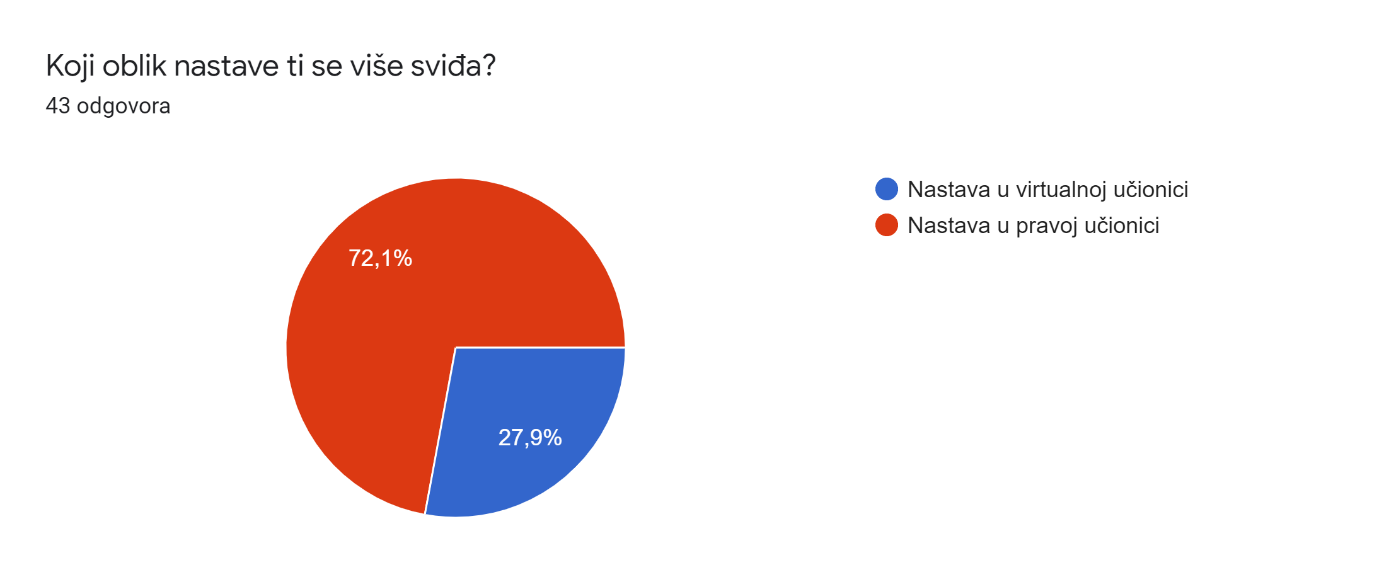 Koji oblik nastave ti se više sviđa?
43 odgovora
Nastava u virtualnoj učionici
Nastava u pravoj učionici
72,1%
27,9%